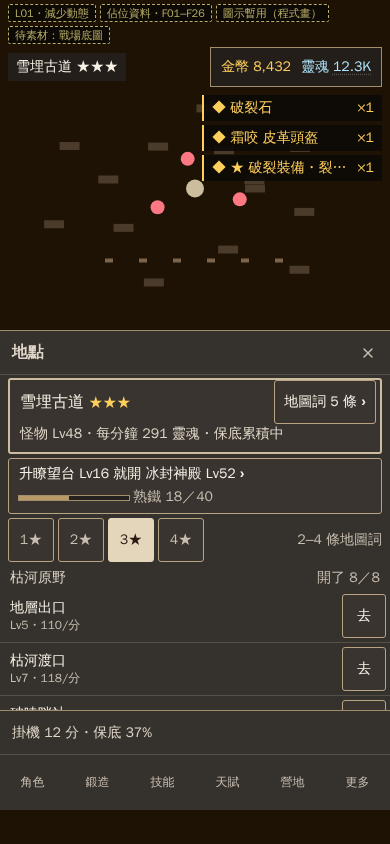 L01・減少動態
佔位資料・F01–F26
圖示暫用（程式畫）
待素材：戰場底圖
雪埋古道 ★★★
金幣 8,432 靈魂 12.3K
◆ 破裂石 ×1
◆ 霜咬 皮革頭盔 ×1
◆ ★ 破裂裝備・裂⋯ ×1
地點 ×
雪埋古道 ★★★
地圖詞 5 條 ›
怪物 Lv48・每分鐘 291 靈魂・保底累積中
升瞭望台 Lv16 就開 冰封神殿 Lv52 ›
熟鐵 18／40
1★ 2★ 3★ 4★ 2–4 條地圖詞
枯河原野 開了 8／8
地層出口
Lv5・110/分
去
枯河渡口
Lv7・118/分
去
掛機 12 分・保底 37%
角色 鍛造 技能 天賦 營地 更多